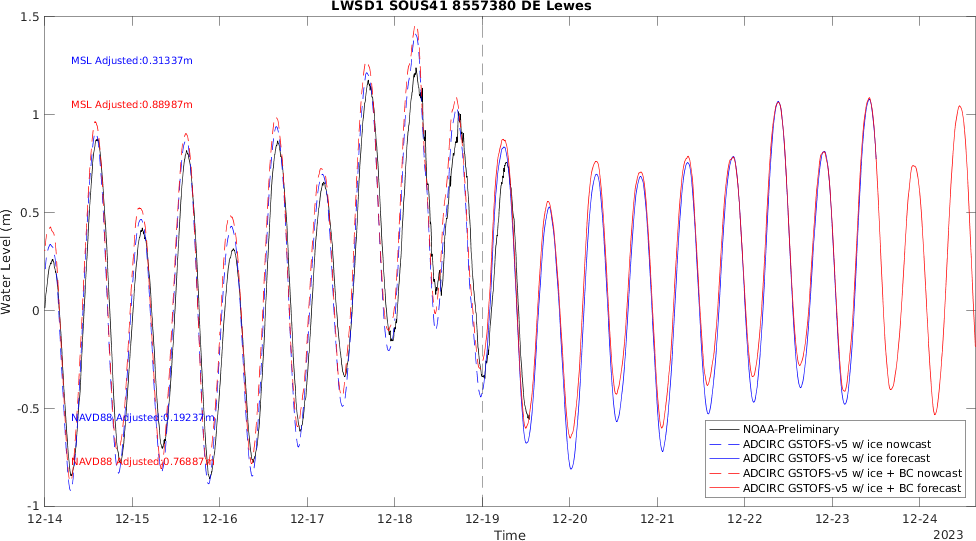 LWSD1 SOUS41 8557380 DE Lewes
1.5
MSL Adjusted:0.31337m
MSL Adjusted:0.88987m
1
0.5
Water Level (m)
0
-0.5
NAVD88 Adjusted:0.19237m
NAVD88 Adjusted:0.76887m
-1
NOAA-Preliminary
ADCIRC GSTOFS-v5 w/ ice nowcast
ADCIRC GSTOFS-v5 w/ ice forecast
ADCIRC GSTOFS-v5 w/ ice + BC nowcast
ADCIRC GSTOFS-v5 w/ ice + BC forecast
12-14 12-15 12-16 12-17 12-18 12-19 12-20 12-21 12-22 12-23 12-24
Time
2023